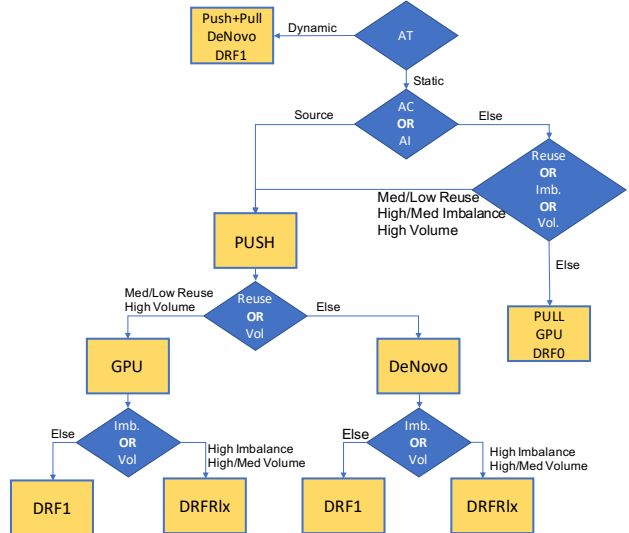 Push+Pull
DeNovo
DRF1
Dynamic
AT
Static
Source
AC
OR
AI
Else
Reuse
OR
Imb.
OR
Vol.
Med/Low Reuse
High/Med Imbalance
High Volume
PUSH
Else
PULL
GPU
DRF0
Med/Low Reuse
High Volume
Reuse
OR
Vol
Else
GPU
DeNovo
Else
Imb.
OR
Vol
High Imbalance
High/Med Volume
Else
Imb.
OR
Vol
High Imbalance
High/Med Volume
DRF1
DRFRlx
DRF1
DRFRlx